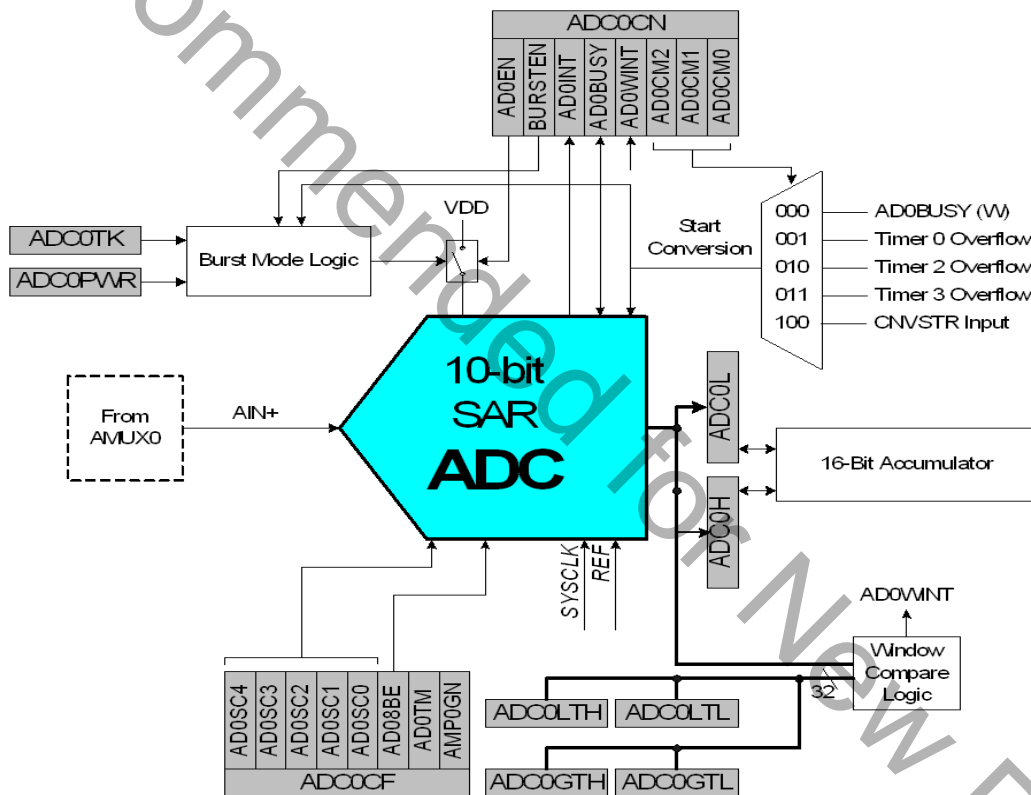 ADC0CN
AD0EN
BURSTEN
AD0INT
AD0BUSY
AD0WINT
AD0CM2
AD0CM1
AD0CM0
VDD
ADC0TK
ADC0PWR
Burst Mode Logic
Start
Conversion
000
001
010
011
100
AD0BUSY (W)
Timer 0 Overflow
Timer 2 Overflow
Timer 3 Overflow
CNVSTR Input
From
AMUX0
AIN+
10-bit
SAR
ADC
ADC0L
ADC0H
16-Bit Accumulator
SYSCLK
REF
AD0WINT
Window
Compare
Logic
32
AD0SC4
AD0SC3
AD0SC2
AD0SC1
AD0SC0
AD08BE
AD0TM
AMP0GN
ADC0CF
ADC0LTH
ADC0LTL
ADC0GTH
ADC0GTL
ommended for New